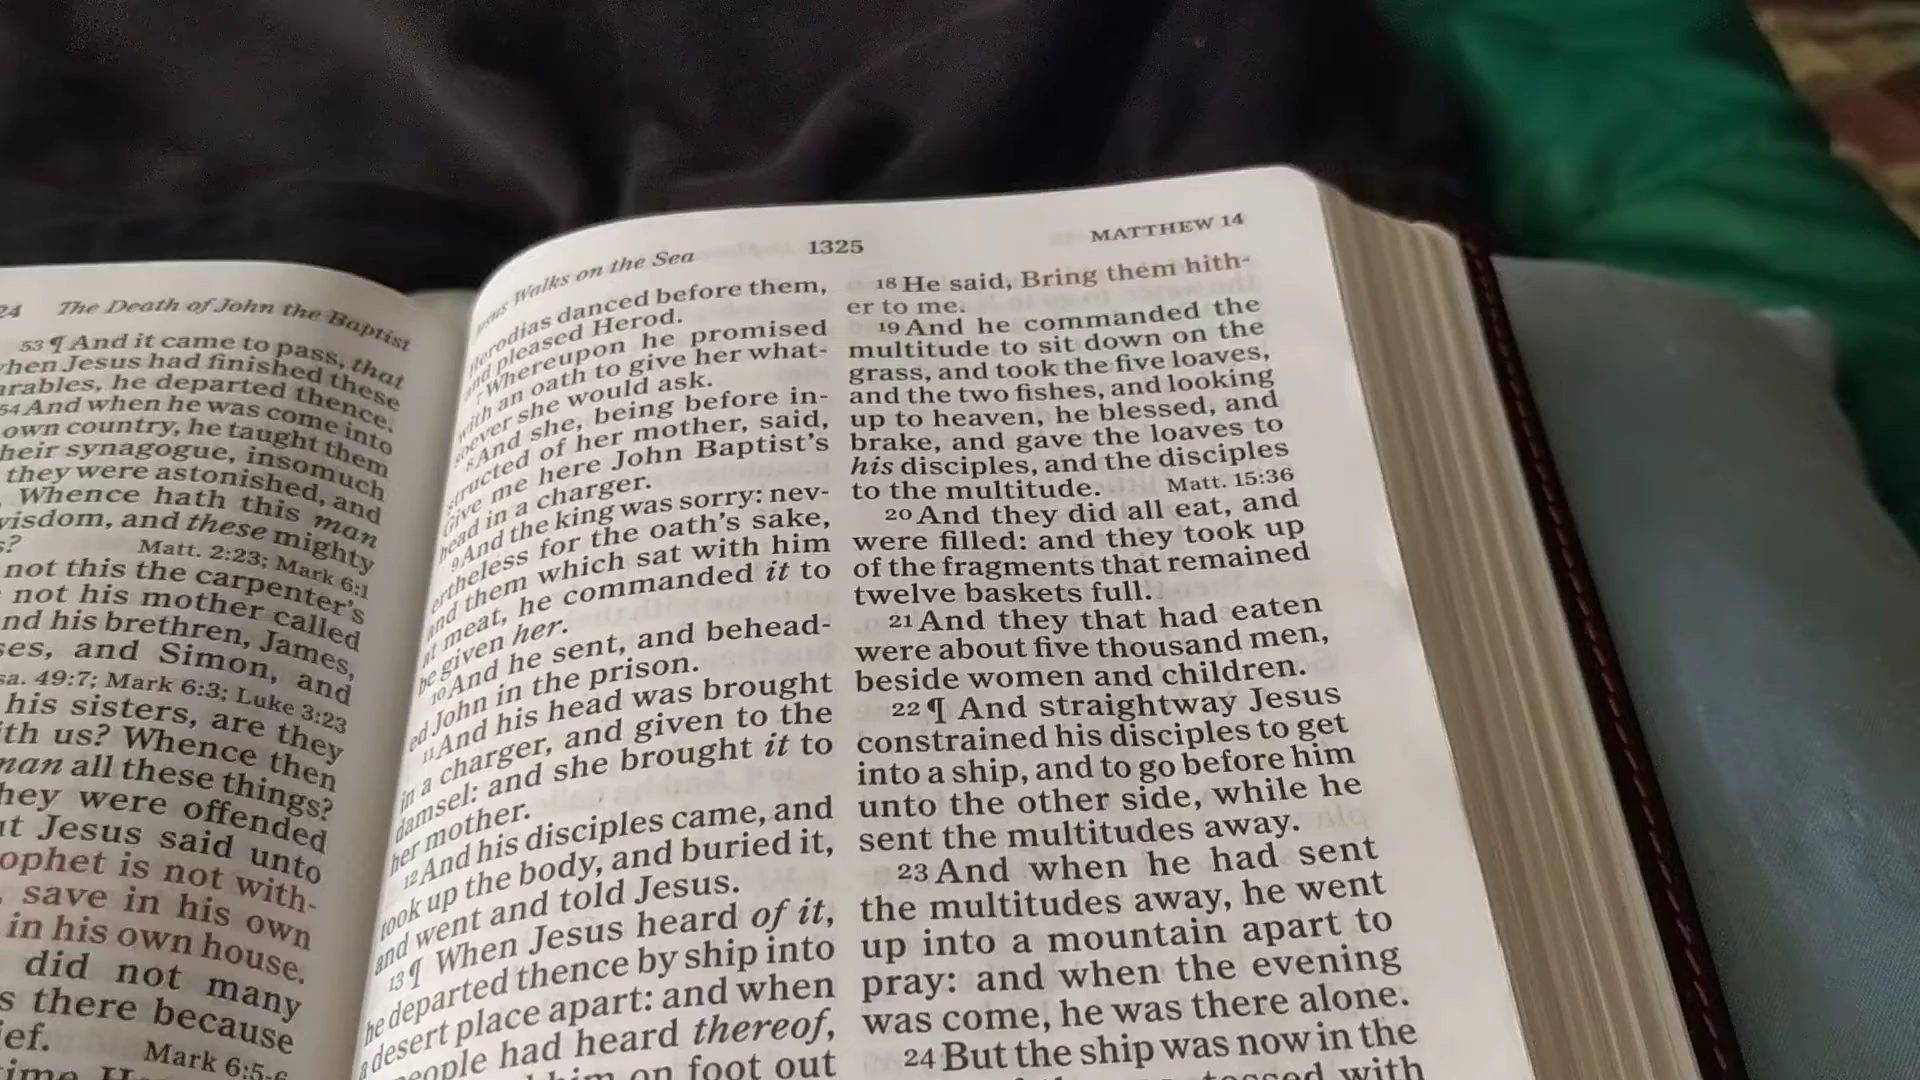 24 The Death of John the Baptist
53 ¶ And it came to pass, that
when Jesus had finished these
parables, he departed thence.
54 And when he was come into
own country, he taught them
their synagogue, insomuch
they were astonished, and
Whence hath this man
wisdom, and these mighty
s?
Matt. 2:23; Mark 6:1
not this the carpenter's
not his mother called
and his brethren, James,
ses, and Simon, and
sa. 49:7; Mark 6:3; Luke 3:23
his sisters, are they
ith us? Whence then
man all these things?
they were offended
ut Jesus said unto
ophet is not with-
save in his own
in his own house.
did not many
s there because
ief.
Mark 6:5-6
Jesus Walks on the Sea
1325
MATTHEW 14
Herodias danced before them,
and pleased Herod.
7 Whereupon he promised
with an oath to give her what-
soever she would ask.
8 And she, being before in-
structed of her mother, said,
Give me here John Baptist's
head in a charger.
9 And the king was sorry: nev-
ertheless for the oath's sake,
and them which sat with him
at meat, he commanded it to
be given her.
10 And he sent, and behead-
ed John in the prison.
11 And his head was brought
in a charger, and given to the
damsel: and she brought it to
her mother.
12 And his disciples came, and
took up the body, and buried it,
and went and told Jesus.
13 ¶ When Jesus heard of it,
he departed thence by ship into
a desert place apart: and when
people had heard thereof,
him on foot out
18 He said, Bring them hith-
er to me.
19 And he commanded the
multitude to sit down on the
grass, and took the five loaves,
and the two fishes, and looking
up to heaven, he blessed, and
brake, and gave the loaves to
his disciples, and the disciples
to the multitude. Matt. 15:36
20 And they did all eat, and
were filled: and they took up
of the fragments that remained
twelve baskets full.
21 And they that had eaten
were about five thousand men,
beside women and children.
22 ¶ And straightway Jesus
constrained his disciples to get
into a ship, and to go before him
unto the other side, while he
sent the multitudes away.
23 And when he had sent
the multitudes away, he went
up into a mountain apart to
pray: and when the evening
was come, he was there alone.
24 But the ship was now in the
tossed with